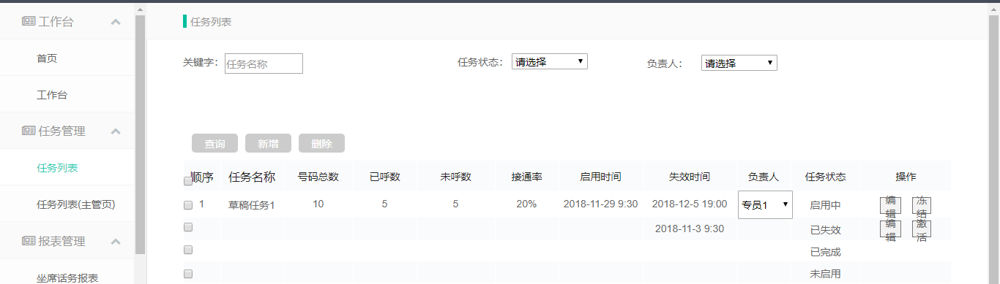 工作台
首页
工作台
任务管理
任务列表
任务列表(主管页)
报表管理
坐席话务报表
任务列表
关键字: 任务名称 任务状态: 请选择 负责人: 请选择
查询 新增 删除
顺序 任务名称 号码总数 已呼数 未呼数 接通率 启用时间 失效时间 负责人 任务状态 操作
1 草稿任务1 10 5 5 20% 2018-11-29 9:30 2018-12-5 19:00 专员1 启用中 编辑 冻结
2018-11-3 9:30 已失效 编辑 激活
已完成
未启用